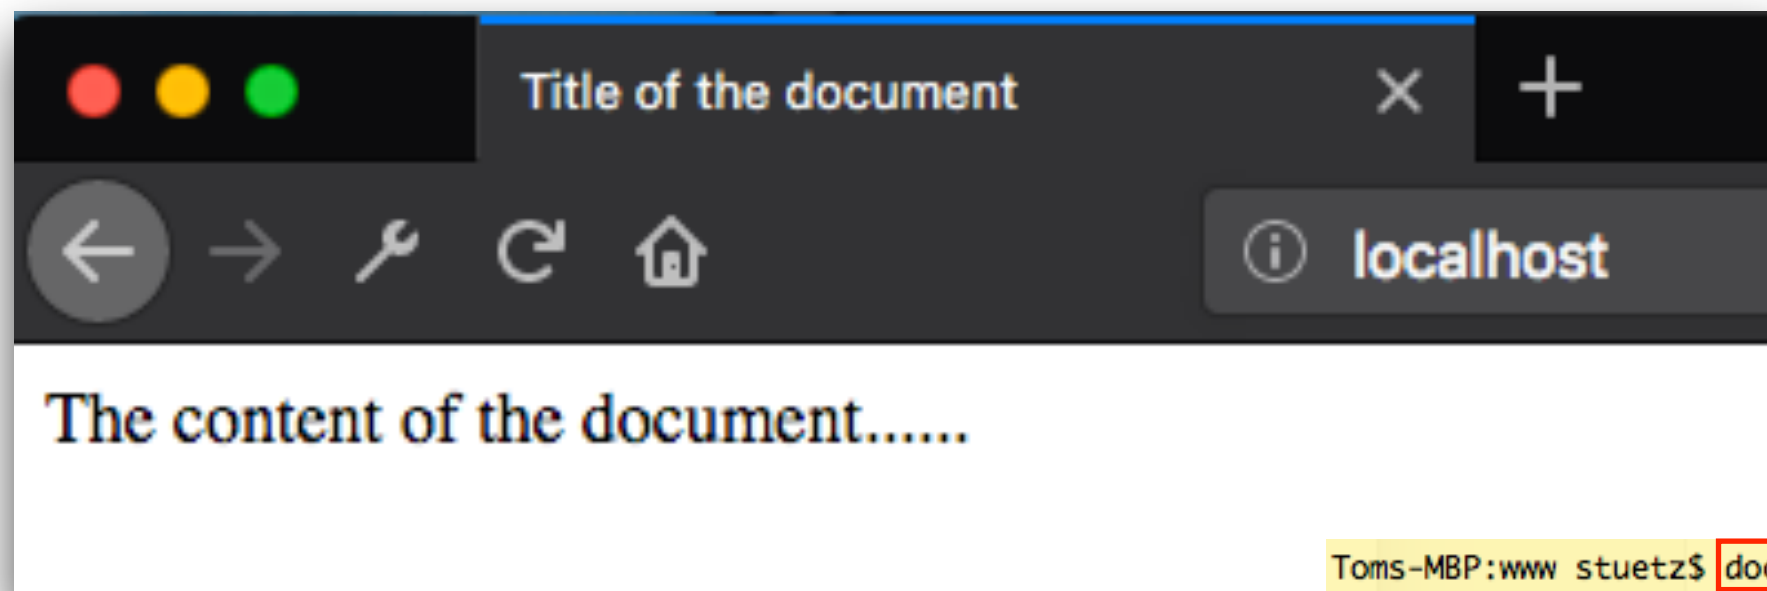 Title of the document
localhost
The content of the document......
Toms-MBP:www stuetz$